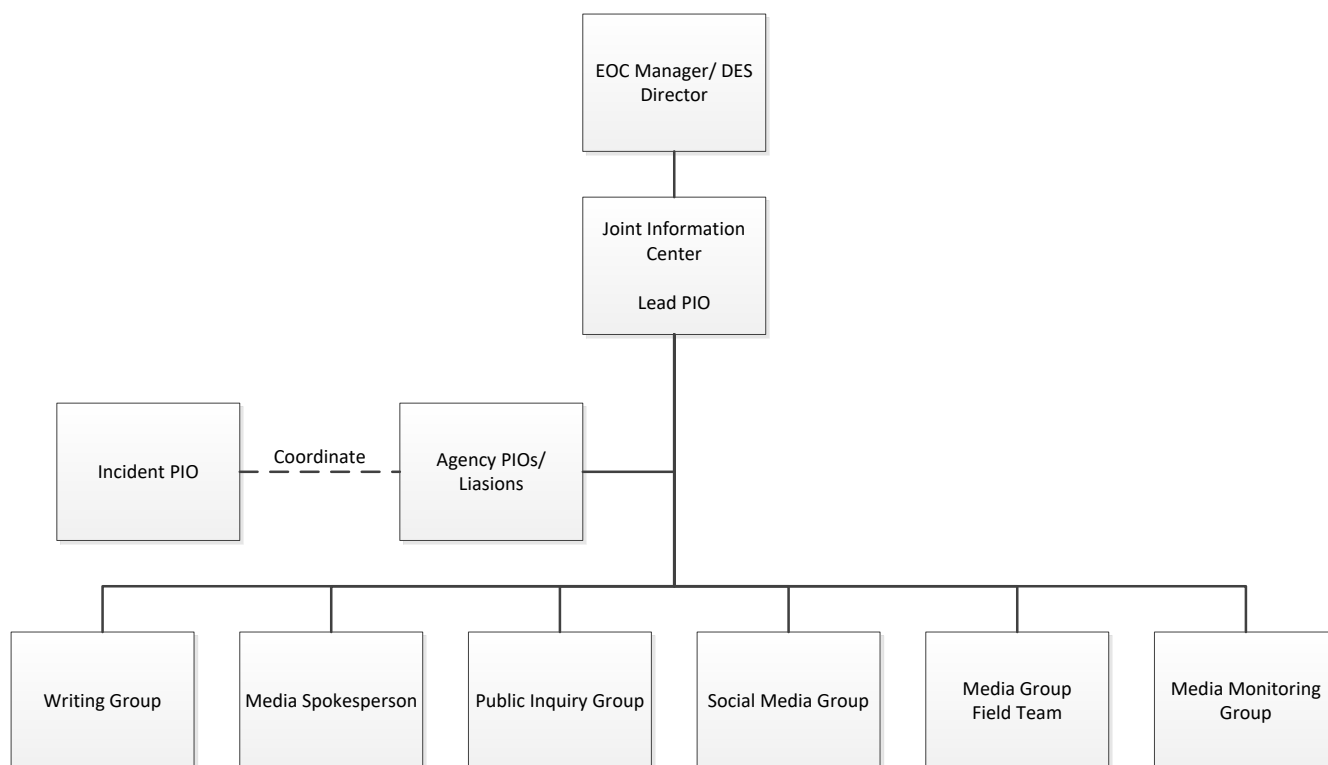 EOC Manager/ DES
Director
Joint Information
Center
Lead PIO
Incident PIO
Coordinate
Agency PIOs/
Liasions
Writing Group
Media Spokesperson
Public Inquiry Group
Social Media Group
Media Group
Field Team
Media Monitoring
Group